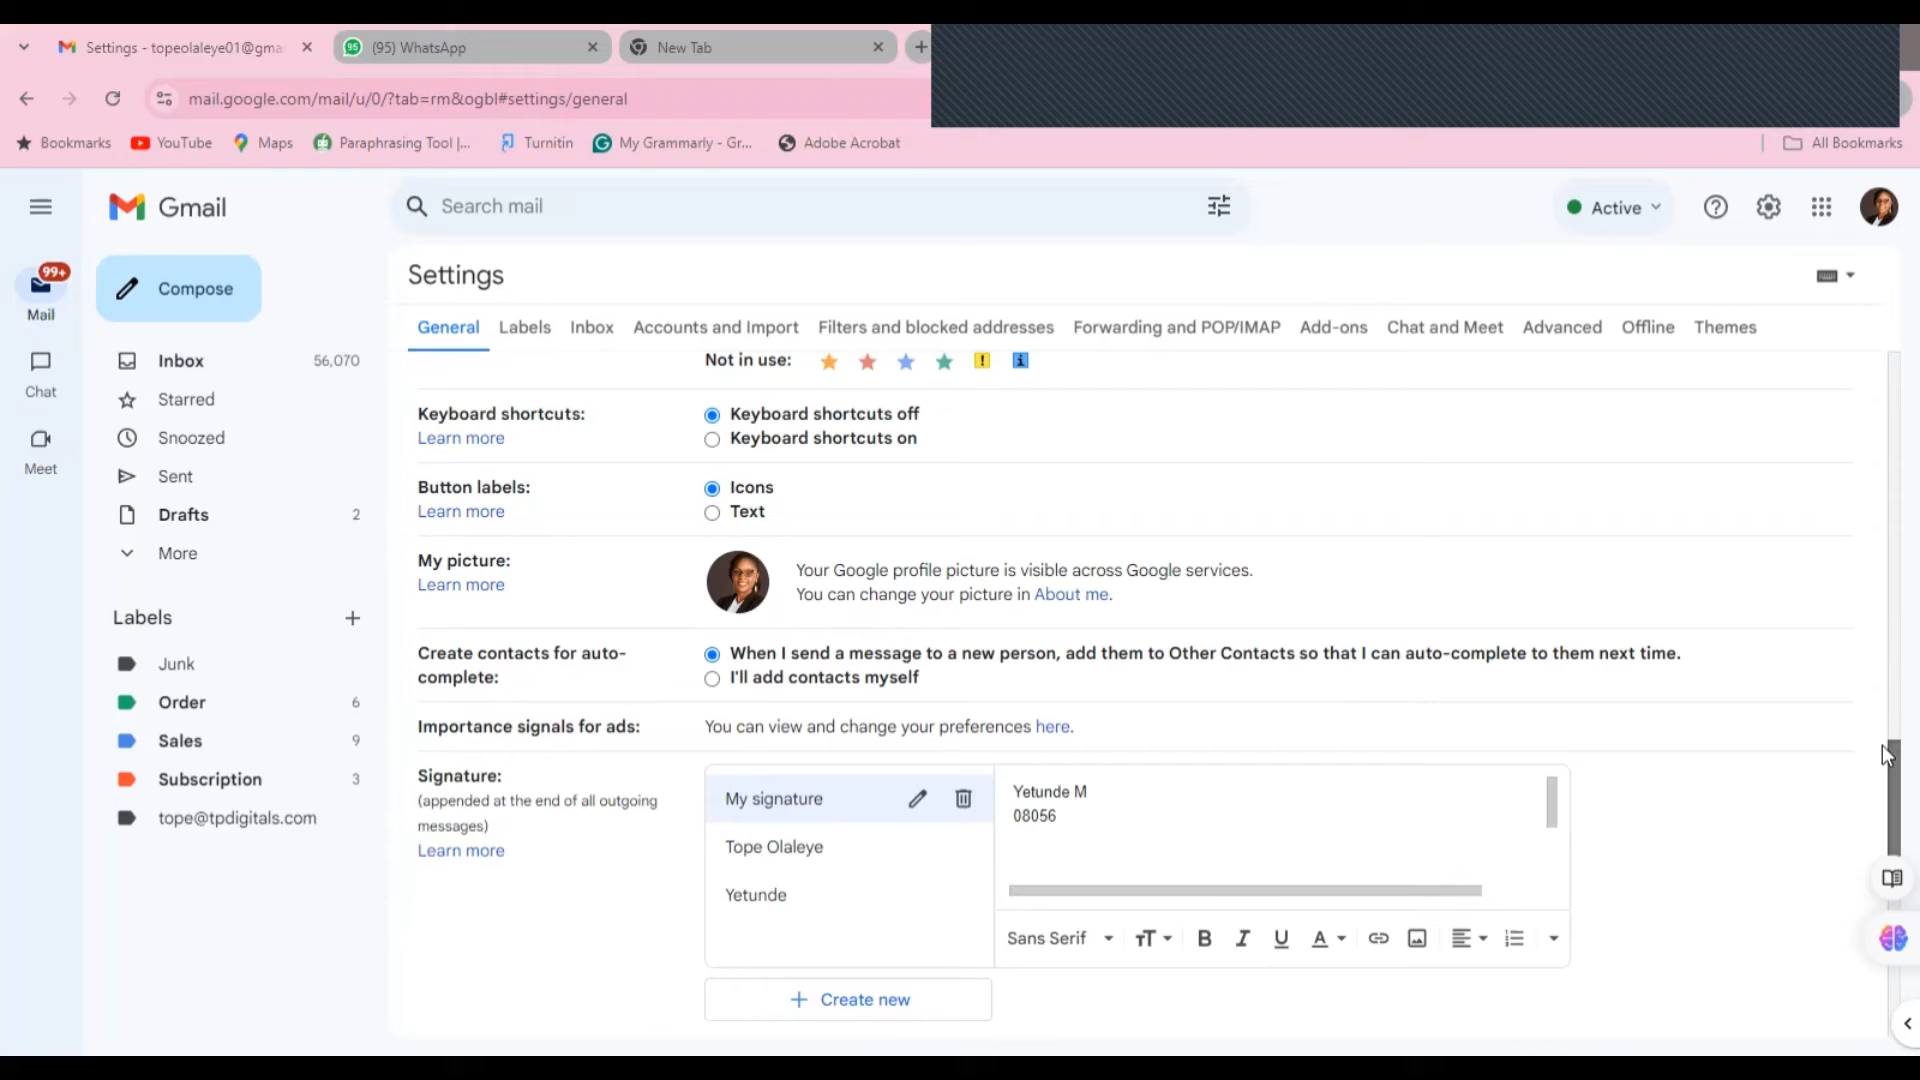 Settings - topeolaleye01@gma
95
(95) WhatsApp
New Tab
mail.google.com/mail/u/0/?tab=rm&ogbl#settings/general
Bookmarks
YouTube
Maps
Paraphrasing Tool |...
Turnitin
My Grammarly - Gr...
Adobe Acrobat
All Bookmarks
Gmail
Search mail
Active
99+
Mail
Chat
Meet
Compose
Inbox 56,070
Starred
Snoozed
Sent
Drafts 2
More
Labels
Junk
Order 6
Sales 9
Subscription 3
tope@tpdigitals.com
Settings
General Labels Inbox Accounts and Import Filters and blocked addresses Forwarding and POP/IMAP Add-ons Chat and Meet Advanced Offline Themes
Not in use:
Keyboard shortcuts:
Learn more
Keyboard shortcuts off
Keyboard shortcuts on
Button labels:
Learn more
Icons
Text
My picture:
Learn more
Your Google profile picture is visible across Google services.
You can change your picture in About me.
Create contacts for auto-
complete:
When I send a message to a new person, add them to Other Contacts so that I can auto-complete to them next time.
I'll add contacts myself
Importance signals for ads:
You can view and change your preferences here.
Signature:
(appended at the end of all outgoing
messages)
Learn more
My signature
Tope Olaleye
Yetunde
Yetunde M
08056
Sans Serif
Create new